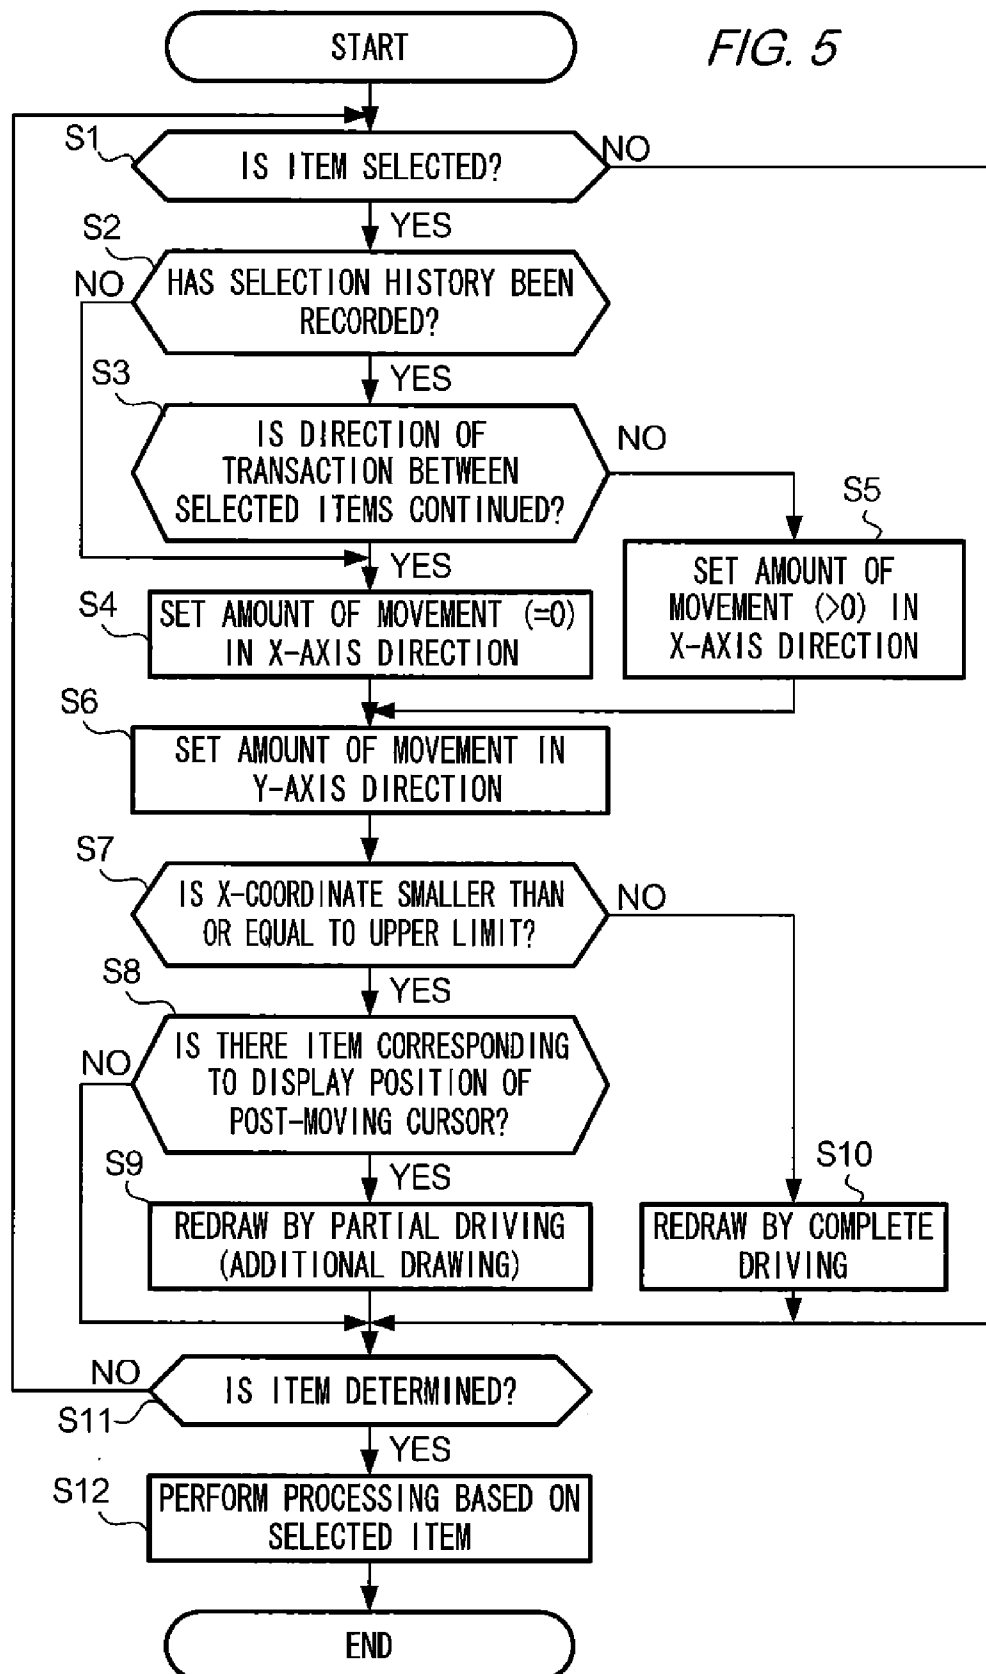 START
FIG. 5
S1
IS ITEM SELECTED?
NO
YES
S2
NO
HAS SELECTION HISTORY BEEN
RECORDED?
YES
S3
IS DIRECTION OF
TRANSACTION BETWEEN
SELECTED ITEMS CONTINUED?
NO
YES
S5
SET AMOUNT OF
MOVEMENT (>0) IN
X-AXIS DIRECTION
S4
SET AMOUNT OF MOVEMENT (=0)
IN X-AXIS DIRECTION
S6
SET AMOUNT OF MOVEMENT IN
Y-AXIS DIRECTION
S7
IS X-COORDINATE SMALLER THAN
OR EQUAL TO UPPER LIMIT?
NO
YES
S8
NO
IS THERE ITEM CORRESPONDING
TO DISPLAY POSITION OF
POST-MOVING CURSOR?
YES
S9
REDRAW BY PARTIAL DRIVING
(ADDITIONAL DRAWING)
S10
REDRAW BY COMPLETE
DRIVING
NO
IS ITEM DETERMINED?
S11
YES
S12
PERFORM PROCESSING BASED ON
SELECTED ITEM
END